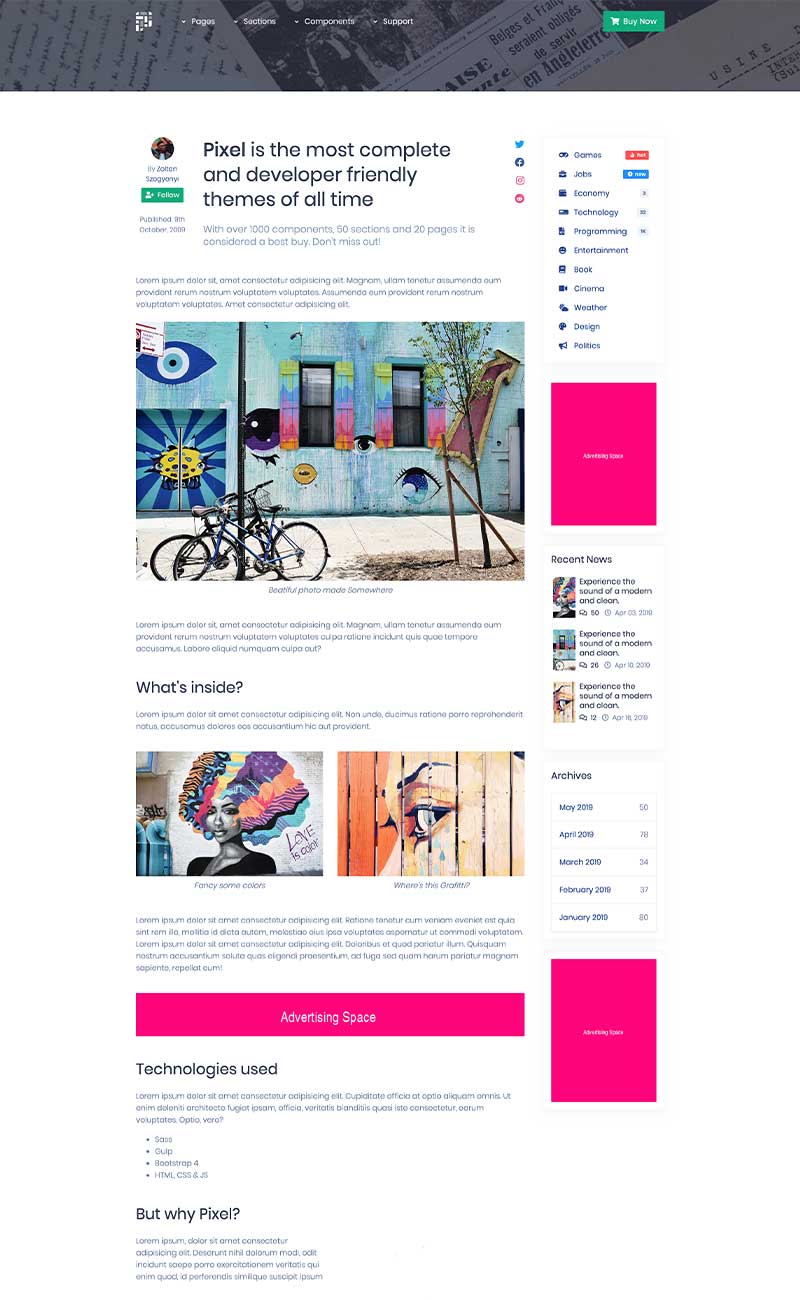 Pages
Sections
Components
Support
Buy Now
Belges et Fran
seraient obligés
de servir
en Angleterre
USINE
By Zoltan
Szogyenyi
Follow
Published: 9th
October, 2009
Pixel is the most complete
and developer friendly
themes of all time
With over 1000 components, 50 sections and 20 pages it is
considered a best buy. Don't miss out!
Lorem ipsum dolor sit, amet consectetur adipisicing elit. Magnam, ullam tenetur assumenda eum
provident rerum nostrum voluptatem voluptates. Assumenda eum provident rerum nostrum
voluptatem voluptates. Amet consectetur adipisicing elit.
Beatiful photo made Somewhere
Lorem ipsum dolor sit, amet consectetur adipisicing elit. Magnam, ullam tenetur assumenda eum
provident rerum nostrum voluptatem voluptates culpa ratione incidunt quis quae tempore
accusamus. Labore aliquid numquam culpa aut?
What's inside?
Lorem ipsum dolor sit amet consectetur adipisicing elit. Non unde, ducimus ratione porro reprehenderit
natus, accusamus dolores eos accusantium hic aut provident.
LOVE
is color
Fancy some colors
Where's this Grafitti?
Lorem ipsum dolor sit amet consectetur adipisicing elit. Ratione tenetur cum veniam eveniet est quia
sint rem illo, mollitia id dicta autem, molestiae eius ipsa voluptates aspernatur ut commodi voluptatem.
Lorem ipsum dolor sit amet consectetur adipisicing elit. Doloribus et quod pariatur illum. Quisquam
nostrum accusantium soluta quas eligendi praesentium, ad fuga sed quam harum pariatur magnam
sapiente, repellat cum!
Advertising Space
Technologies used
Lorem ipsum dolor sit amet consectetur adipisicing elit. Cupiditate officia at optio aliquam omnis. Ut
enim deleniti architecto fugiat ipsam, officia, veritatis blanditiis quasi iste consectetur, earum
voluptates. Optio, vero?
Sass
Gulp
Bootstrap 4
HTML, CSS & JS
But why Pixel?
Lorem ipsum, dolor sit amet consectetur
adipisicing elit. Deserunt nihil dolorum modi, odit
incidunt saepe porro exercitationem veritatis qui
enim quod, id perferendis similique suscipit ipsum
Games hot
Jobs new
Economy 3
Technology 32
Programming 1K
Entertainment
Book
Cinema
Weather
Design
Politics
Advertising Space
Recent News
Experience the
sound of a modern
and clean.
50 Apr 03, 2019
Experience the
sound of a modern
and clean.
26 Apr 10, 2019
Experience the
sound of a modern
and clean.
12 Apr 16, 2019
Archives
May 2019 50
April 2019 78
March 2019 34
February 2019 37
January 2019 80
Advertising Space